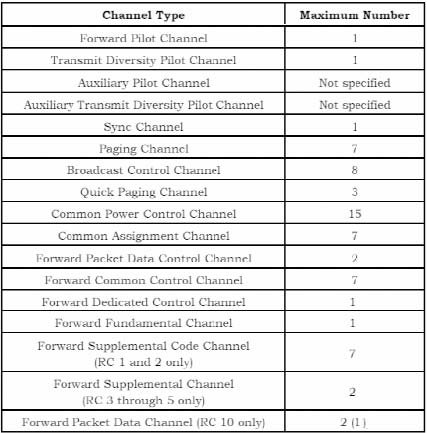 Channel Type Maximum Number
Forward Pilot Channel 1
Transmit Diversity Pilot Channel 1
Auxiliary Pilot Channel Not specified
Auxiliary Transmit Diversity Pilot Channel Not specified
Sync Channel 1
Paging Channel 7
Broadcast Control Channel 8
Quick Paging Channel 3
Common Power Control Channel 15
Common Assignment Channel 7
Forward Packet Data Control Channel 2
Forward Common Control Channel 7
Forward Dedicated Control Channel 1
Forward Fundamental Channel 1
Forward Supplemental Code Channel
(RC 1 and 2 only) 7
Forward Supplemental Channel
(RC 3 through 5 only) 2
Forward Packet Data Channel (RC 10 only) 2 (1)